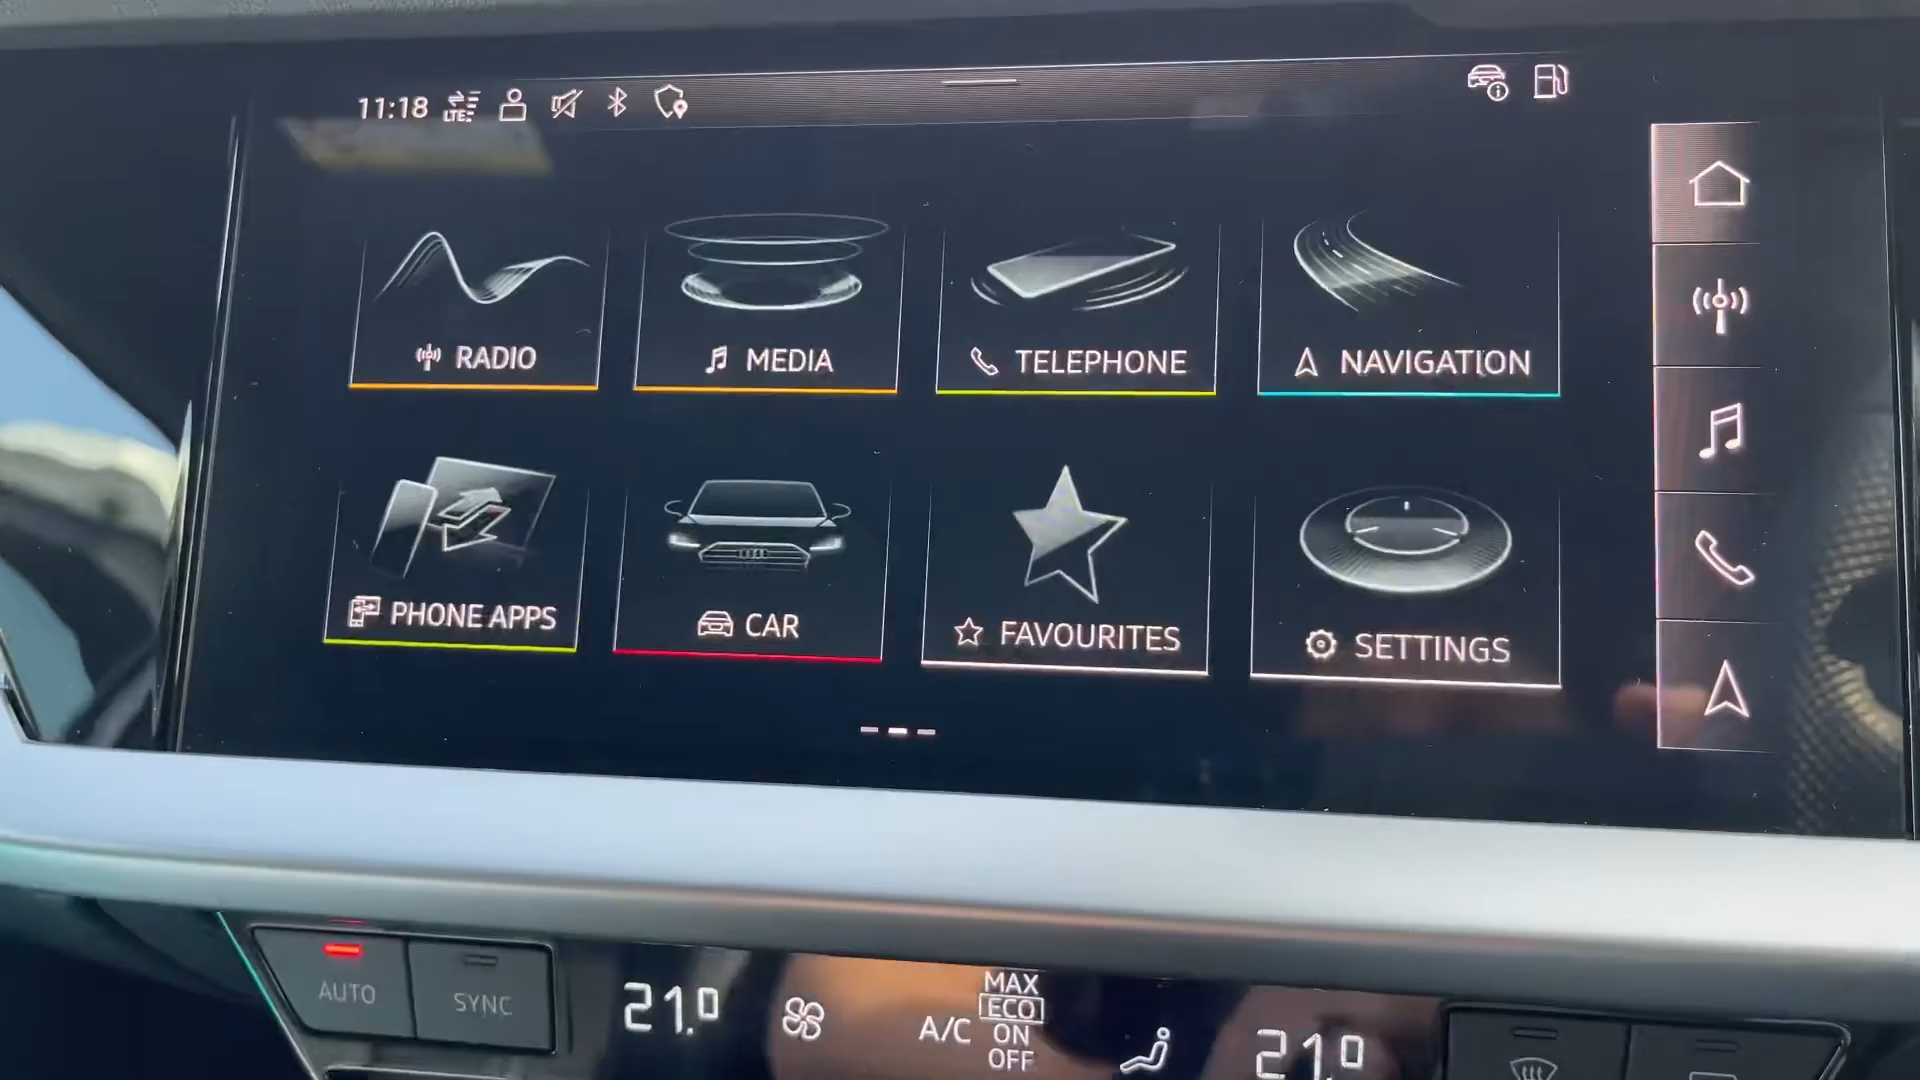 11:18 LTE
RADIO
MEDIA
TELEPHONE
NAVIGATION
PHONE APPS
CAR
FAVOURITES
SETTINGS
AUTO
SYNC
21.0
A/C
MAX
ECO
ON
OFF
21.0